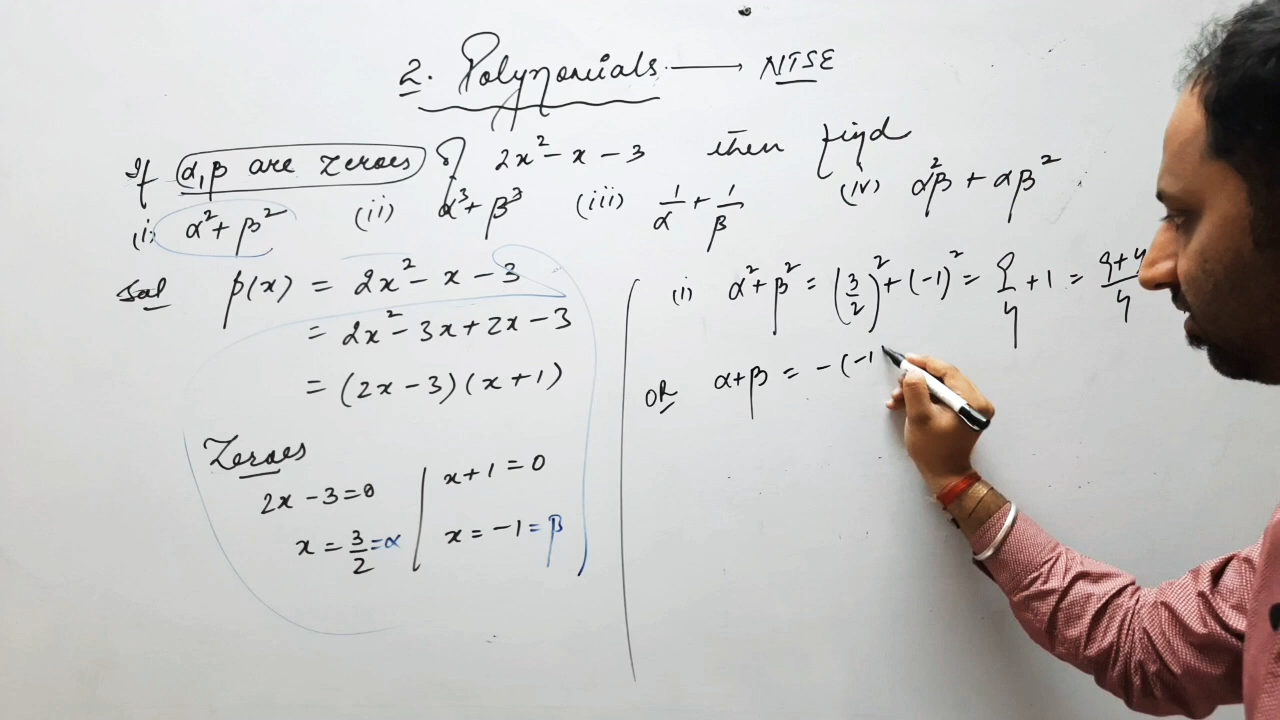 2. Polynomials → NTSE
If α,β are zeroes of 2x² - x - 3 then find
(i) α² + β² (ii) α³ + β³ (iii) 1/α + 1/β (iv) α²β + αβ²
Sol p(x) = 2x² - x - 3
= 2x² - 3x + 2x - 3
= (2x - 3)(x + 1)
Zeroes
2x - 3 = 0
x = 3/2 = α
x + 1 = 0
x = -1 = β
(i) α² + β² = (3/2)² + (-1)² = 9/4 + 1 = 9+4/4
OR α+β = -(-1